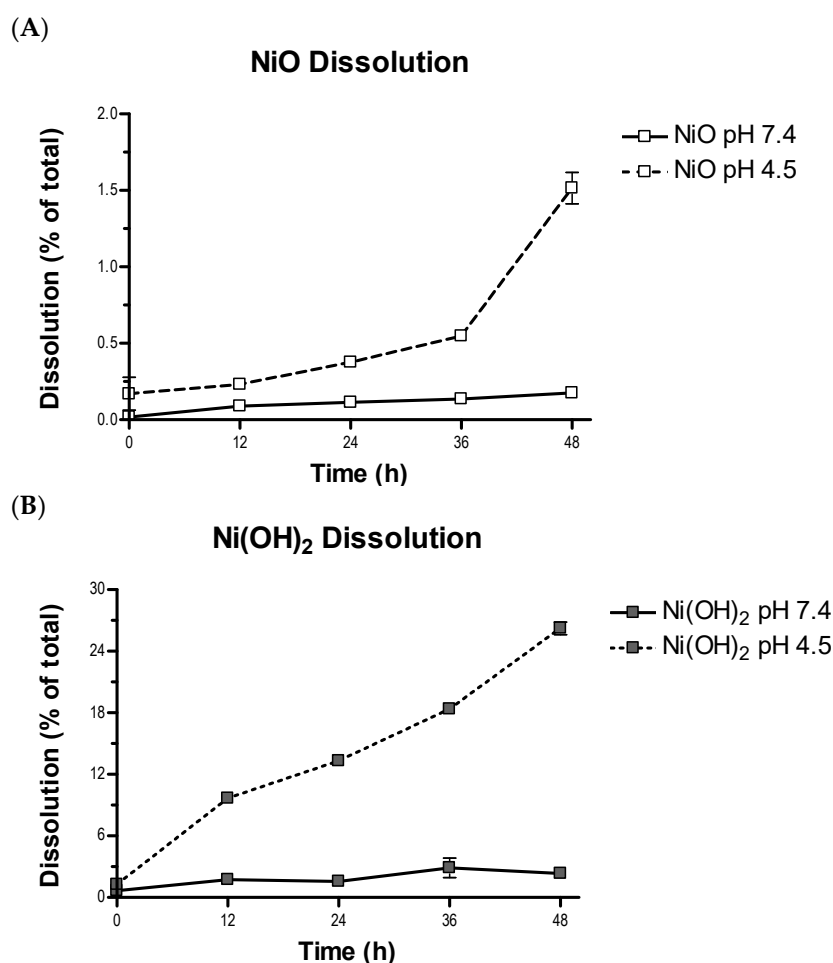 (A)
NiO Dissolution
2.0
1.5
1.0
0.5
0.0
Dissolution (% of total)
0 12 24 36 48
Time (h)
NiO pH 7.4
NiO pH 4.5
(B)
Ni(OH)₂ Dissolution
30
24
18
12
6
0
Dissolution (% of total)
0 12 24 36 48
Time (h)
Ni(OH)₂ pH 7.4
Ni(OH)₂ pH 4.5